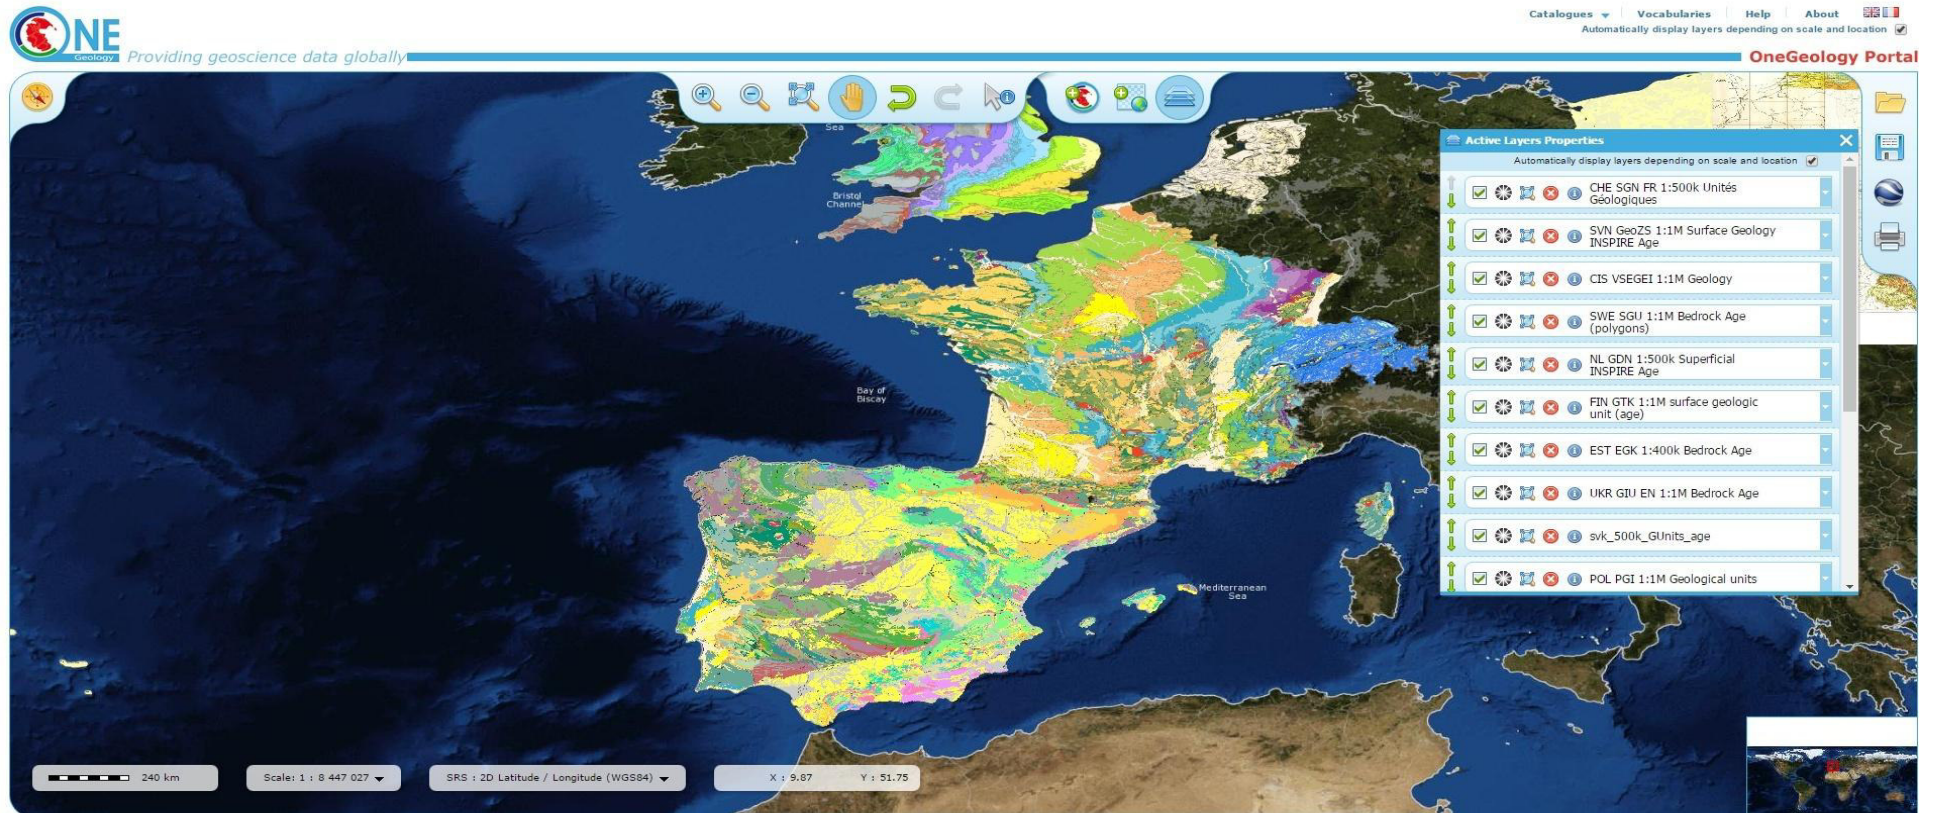 Catalogues Vocabularies Help About
Automatically display layers depending on scale and location
ONE
Geology
Providing geoscience data globally
OneGeology Portal
Sea
Bristol
Channel
Bay of
Biscay
Mediterranean
Sea
Active Layers Properties
Automatically display layers depending on scale and location
CHE SGN FR 1:500k Unités
Géologiques
SVN GeoZS 1:1M Surface Geology
INSPIRE Age
CIS VSEGEI 1:1M Geology
SWE SGU 1:1M Bedrock Age
(polygons)
NL GDN 1:500k Superficial
INSPIRE Age
FIN GTK 1:1M surface geologic
unit (age)
EST EGK 1:400k Bedrock Age
UKR GIU EN 1:1M Bedrock Age
svk_500k_GUnits_age
POL PGI 1:1M Geological units
240 km
Scale: 1 : 8 447 027
SRS : 2D Latitude / Longitude (WGS84)
X : 9.87 Y : 51.75